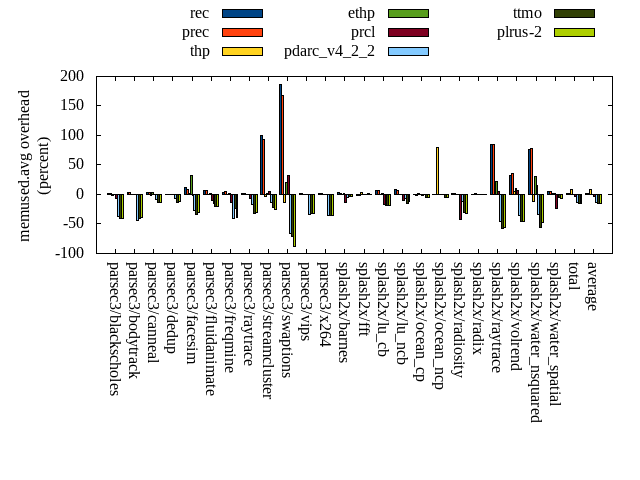 rec
prec
thp
ethp
prcl
pdarc_v4_2_2
ttmo
plrus-2
memused.avg overhead
(percent)
200
150
100
50
0
-50
-100
parsec3/blackscholes
parsec3/bodytrack
parsec3/canneal
parsec3/dedup
parsec3/facesim
parsec3/fluidanimate
parsec3/freqmine
parsec3/raytrace
parsec3/streamcluster
parsec3/swaptions
parsec3/vips
parsec3/x264
splash2x/barnes
splash2x/fft
splash2x/lu_cb
splash2x/lu_ncb
splash2x/ocean_cp
splash2x/ocean_ncp
splash2x/radiosity
splash2x/radix
splash2x/raytrace
splash2x/volrend
splash2x/water_nsquared
splash2x/water_spatial
total
average